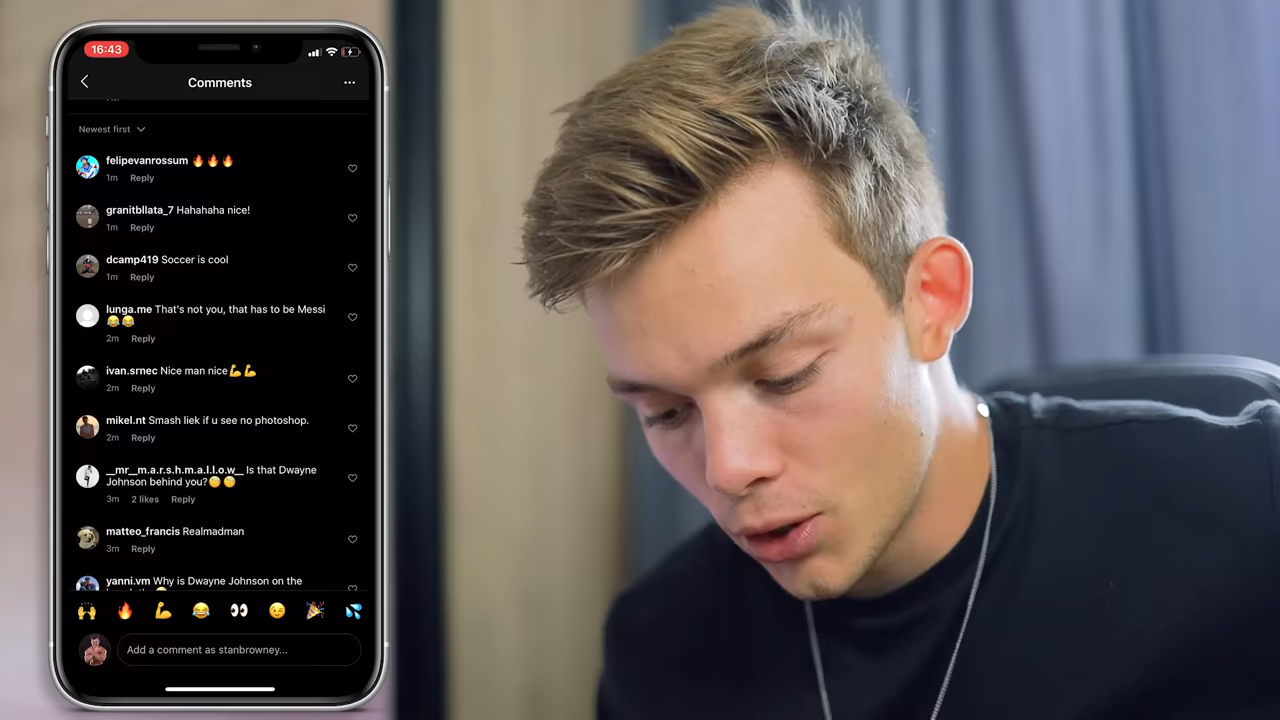 16:43
Comments
Newest first
felipevanrossum 🔥🔥🔥
1m Reply
granitbllata_7 Hahahaha nice!
1m Reply
dcamp419 Soccer is cool
1m Reply
lunga.me That's not you, that has to be Messi
😂😂
2m Reply
ivan.srnec Nice man nice💪💪
2m Reply
mikel.nt Smash liek if u see no photoshop.
2m Reply
__mr__m.a.r.s.h.m.a.l.l.o.w__ Is that Dwayne
Johnson behind you?🤔🤔
3m 2 likes Reply
matteo_francis Realmadman
3m Reply
yanni.vm Why is Dwayne Johnson on the
Add a comment as stanbrowney...